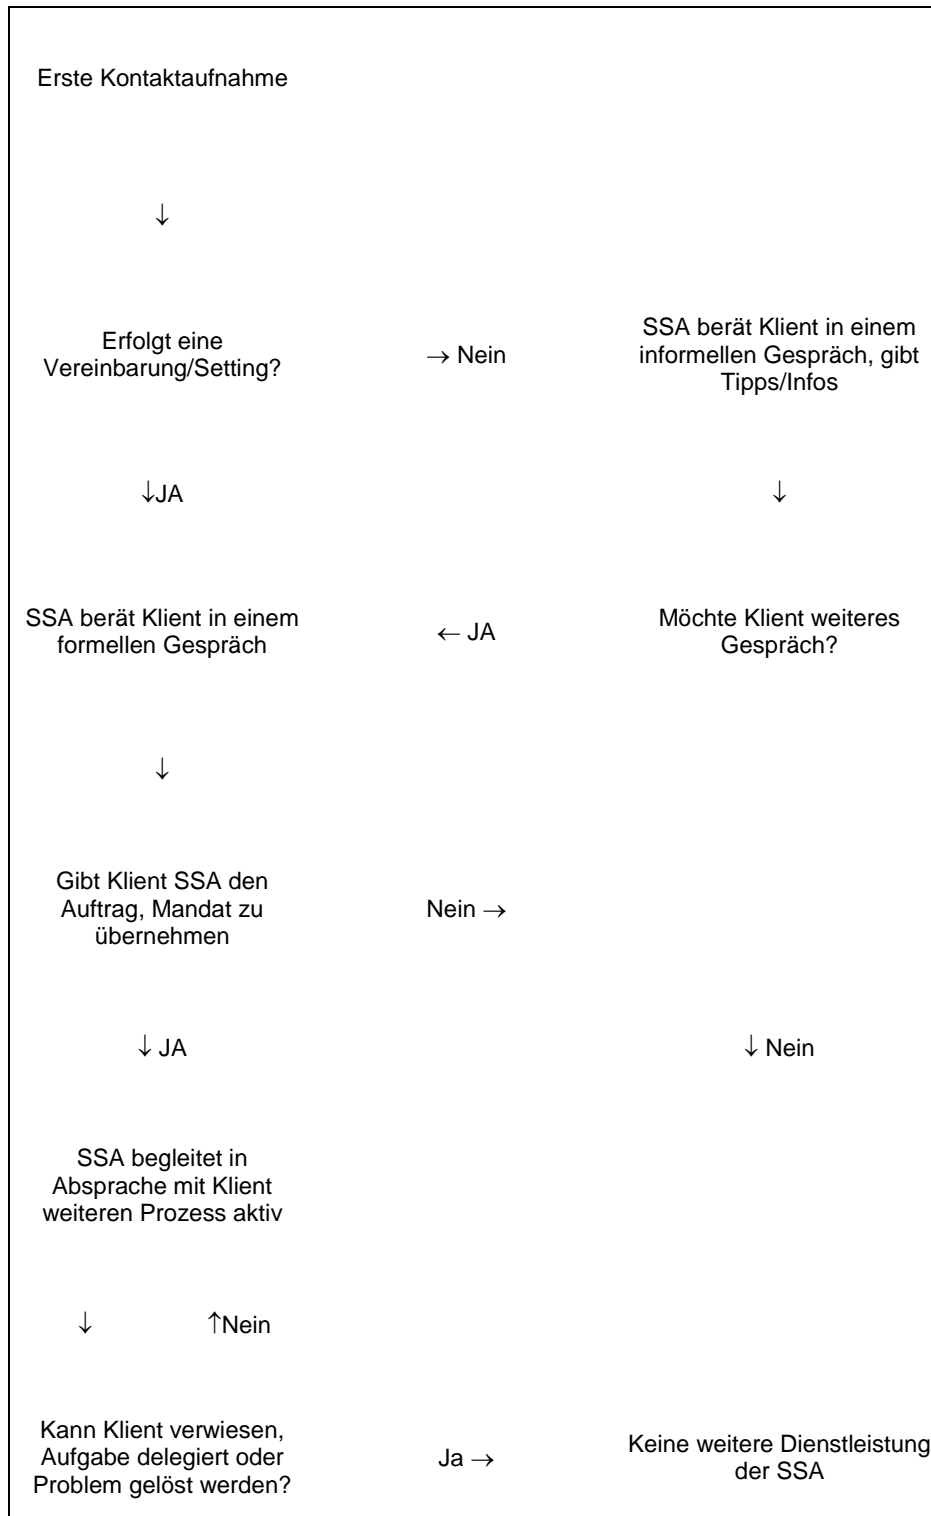 Erste Kontaktaufnahme
↓
Erfolgt eine
Vereinbarung/Setting?
→ Nein
SSA berät Klient in einem
informellen Gespräch, gibt
Tipps/Infos
↓JA
↓
SSA berät Klient in einem
formellen Gespräch
← JA
Möchte Klient weiteres
Gespräch?
↓
Gibt Klient SSA den
Auftrag, Mandat zu
übernehmen
Nein →
↓ JA
↓ Nein
SSA begleitet in
Absprache mit Klient
weiteren Prozess aktiv
↓
↑Nein
Kann Klient verwiesen,
Aufgabe delegiert oder
Problem gelöst werden?
Ja →
Keine weitere Dienstleistung
der SSA